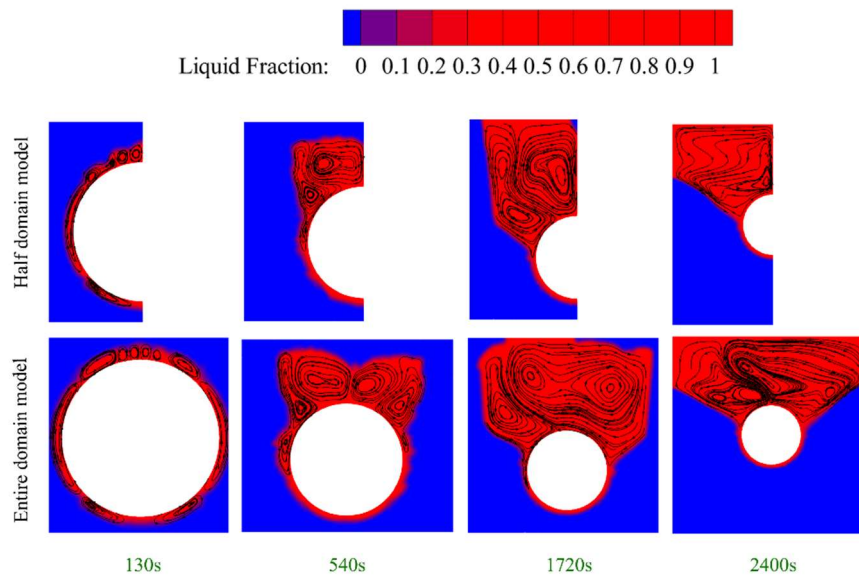 Liquid Fraction: 0 0.1 0.2 0.3 0.4 0.5 0.6 0.7 0.8 0.9 1
Half domain model
Entire domain model
130s 540s 1720s 2400s